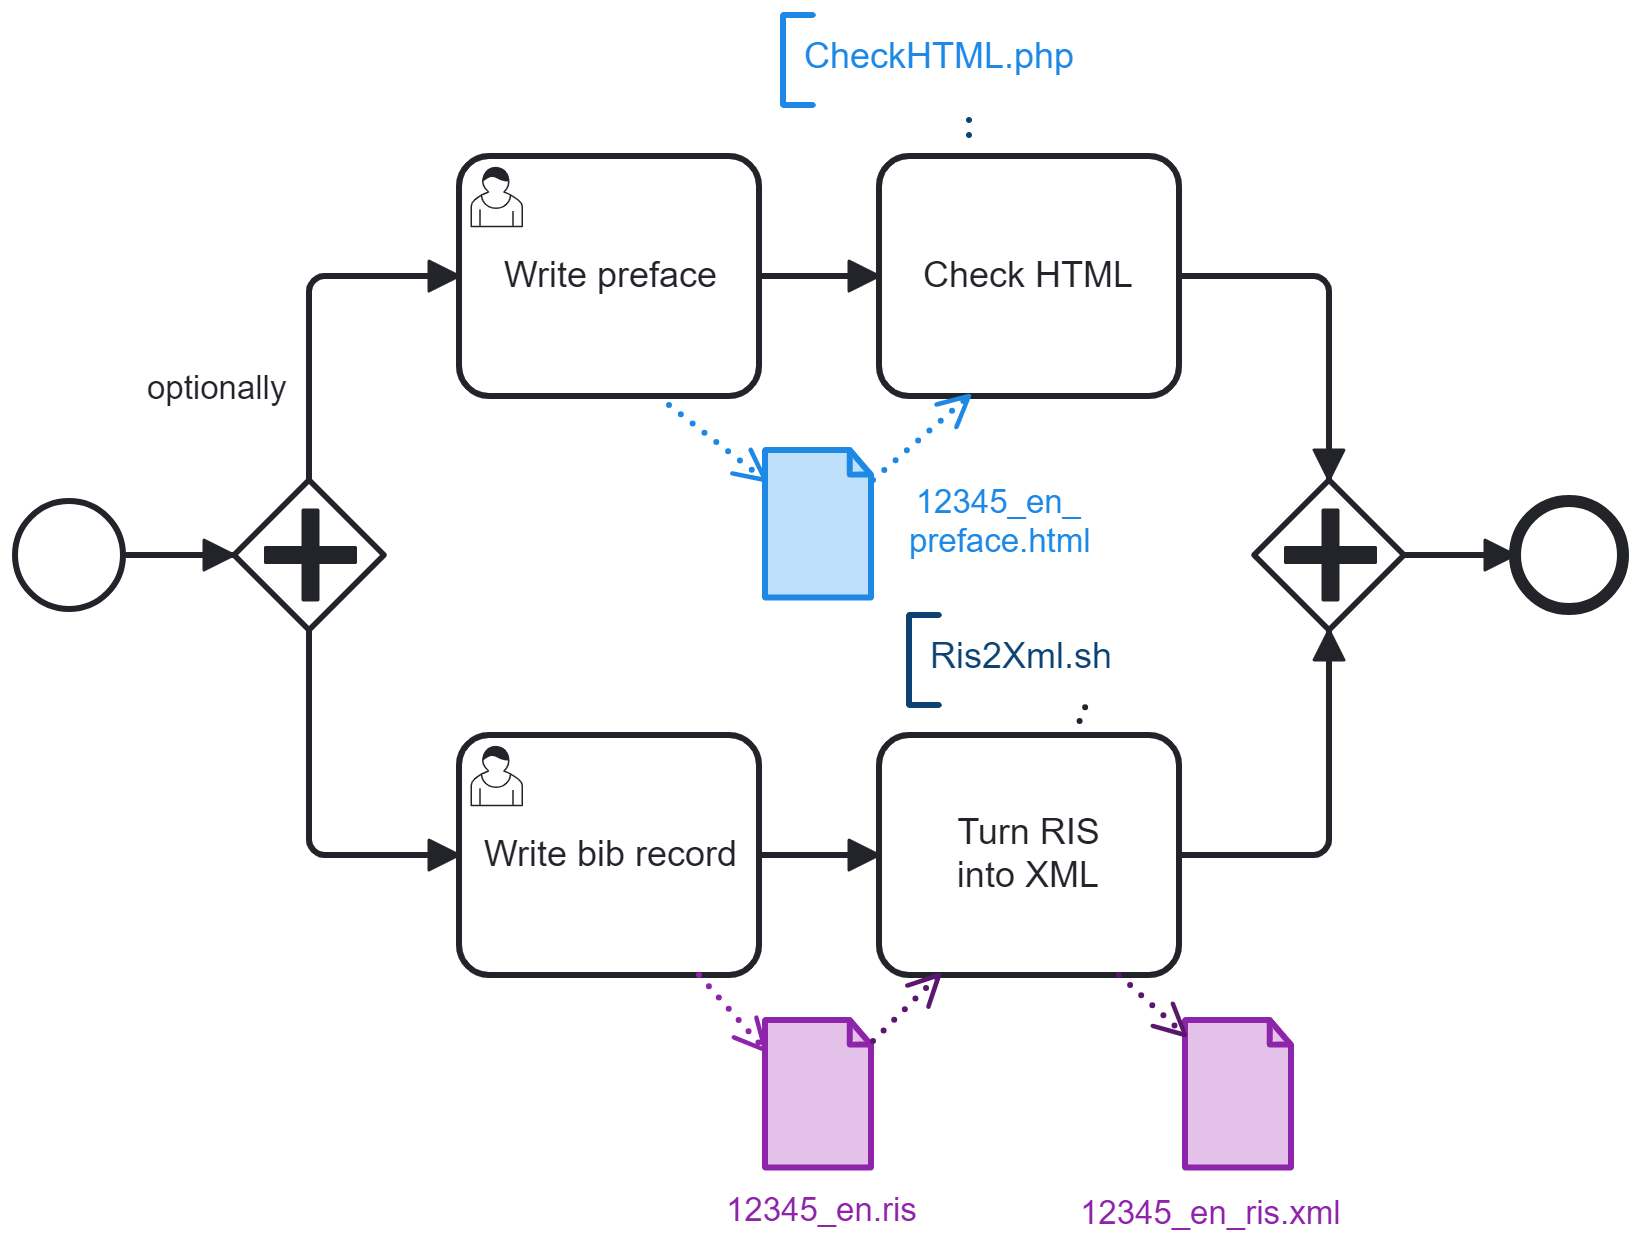 CheckHTML.php
Write preface
Check HTML
optionally
12345_en_
preface.html
Ris2Xml.sh
Write bib record
Turn RIS
into XML
12345_en.ris
12345_en_ris.xml